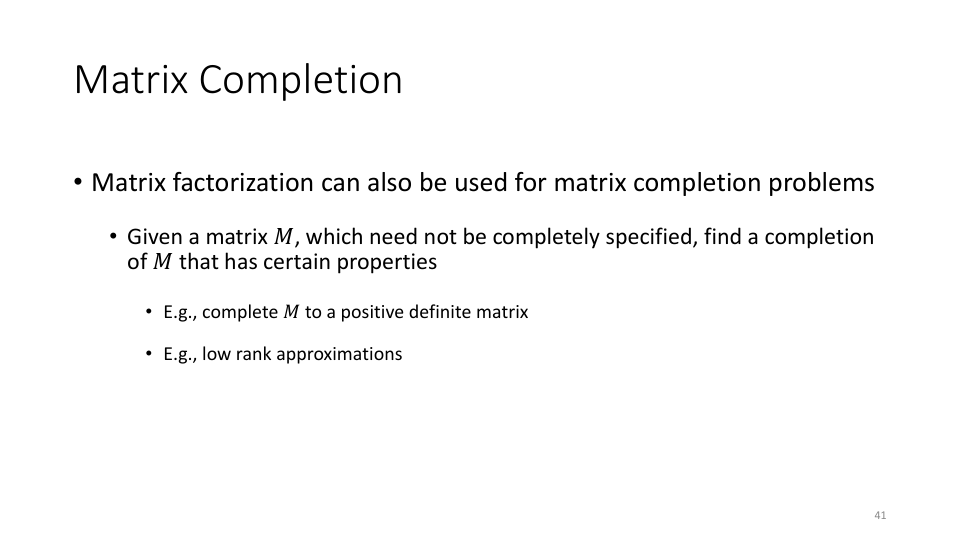 Matrix Completion
• Matrix factorization can also be used for matrix completion problems
• Given a matrix 𝑀, which need not be completely specified, find a completion
of 𝑀 that has certain properties
• E.g., complete 𝑀 to a positive definite matrix
• E.g., low rank approximations
41